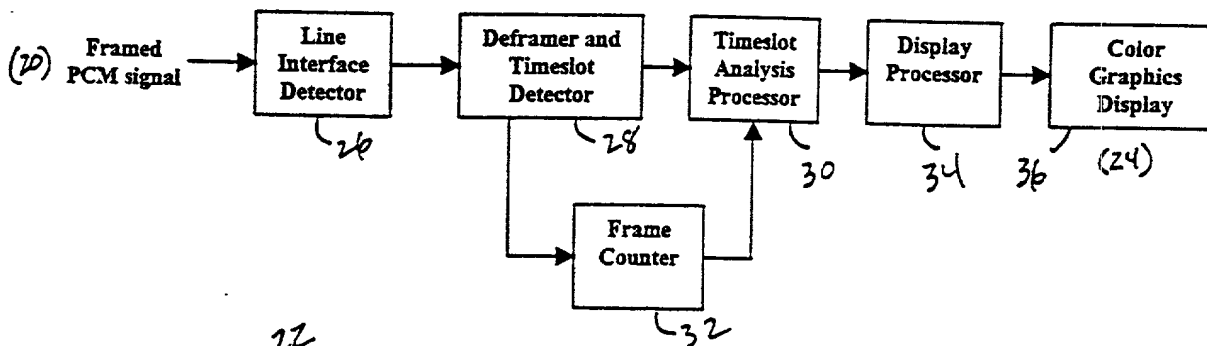 (20) Framed
PCM signal
Line
Interface
Detector
26
Deframer and
Timeslot
Detector
28
Timeslot
Analysis
Processor
30
Display
Processor
34
Color
Graphics
Display
36 (24)
Frame
Counter
32
22